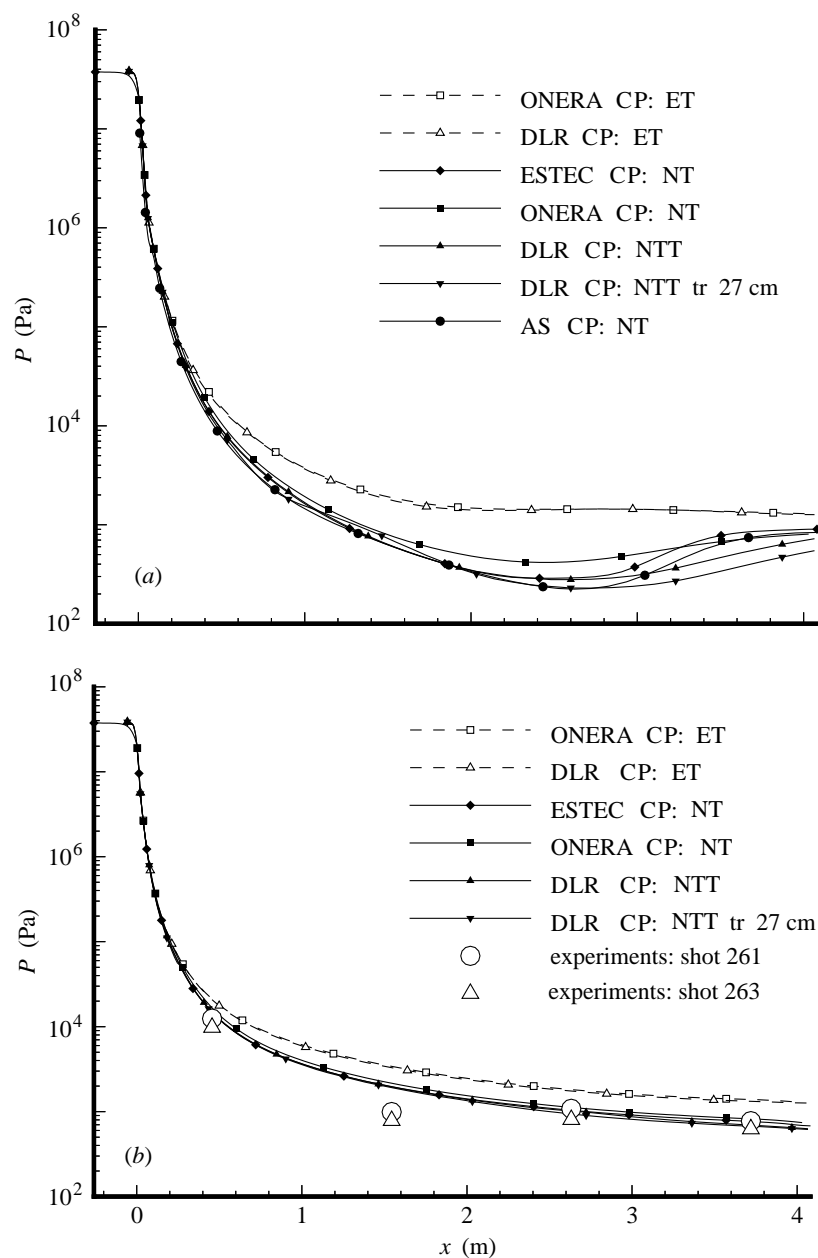 10^8
ONERA CP: ET
DLR CP: ET
ESTEC CP: NT
ONERA CP: NT
DLR CP: NTT
DLR CP: NTT tr 27 cm
AS CP: NT
10^6
P (Pa)
10^4
(a)
10^2
10^8
ONERA CP: ET
DLR CP: ET
ESTEC CP: NT
ONERA CP: NT
DLR CP: NTT
DLR CP: NTT tr 27 cm
experiments: shot 261
experiments: shot 263
10^6
P (Pa)
10^4
(b)
10^2
0 1 2 3 4
x (m)